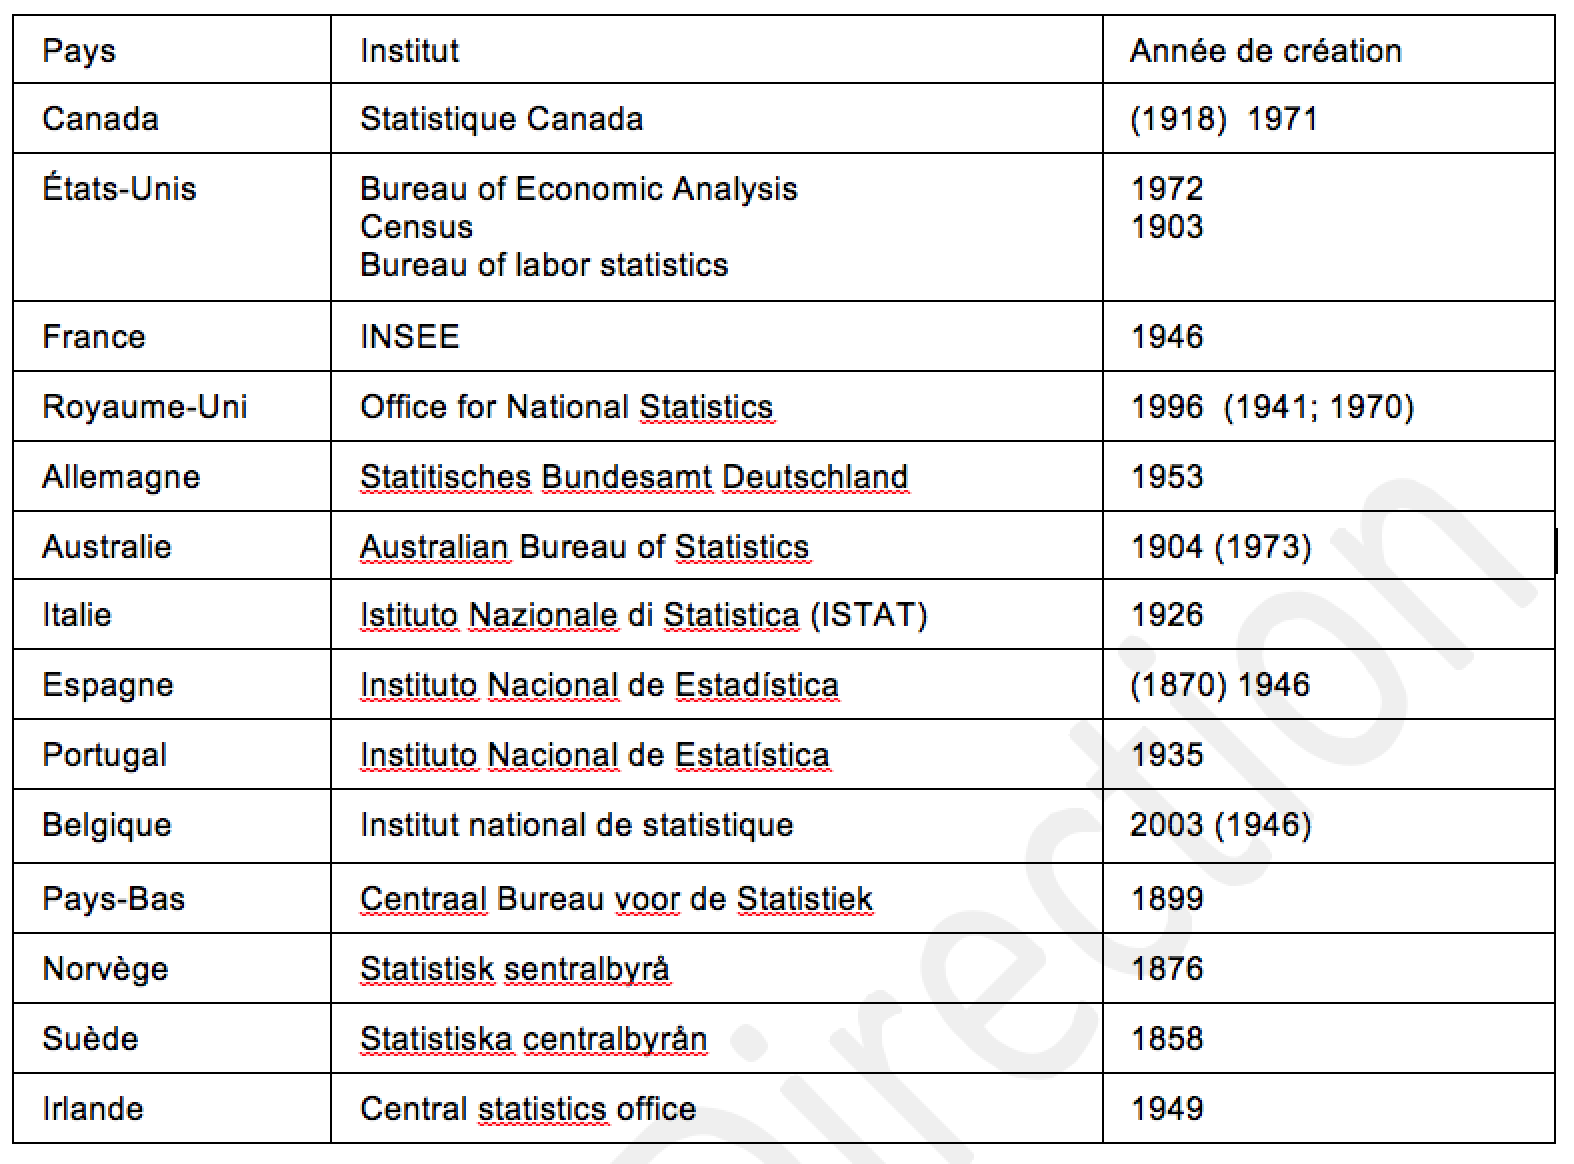 Pays Institut Année de création
Canada Statistique Canada (1918) 1971
États-Unis Bureau of Economic Analysis 1972
Census 1903
Bureau of labor statistics
France INSEE 1946
Royaume-Uni Office for National Statistics 1996 (1941; 1970)
Allemagne Statitisches Bundesamt Deutschland 1953
Australie Australian Bureau of Statistics 1904 (1973)
Italie Istituto Nazionale di Statistica (ISTAT) 1926
Espagne Instituto Nacional de Estadística (1870) 1946
Portugal Instituto Nacional de Estatística 1935
Belgique Institut national de statistique 2003 (1946)
Pays-Bas Centraal Bureau voor de Statistiek 1899
Norvège Statistisk sentralbyrå 1876
Suède Statistiska centralbyrån 1858
Irlande Central statistics office 1949
Direction